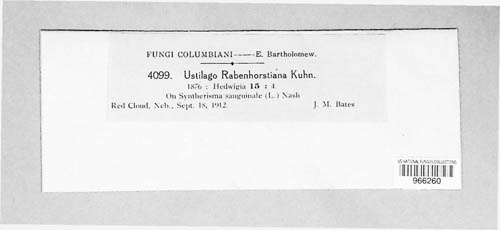 FUNGI COLUMBIANI——E. Bartholomew.
4099. Ustilago Rabenhorstiana Kuhn.
1876 : Hedwigia 15 : 4.
On Syntherisma sanguinale (L.) Nash
Red Cloud, Neb., Sept. 18, 1912. J. M. Bates
US NATIONAL FUNGUS COLLECTIONS
966260